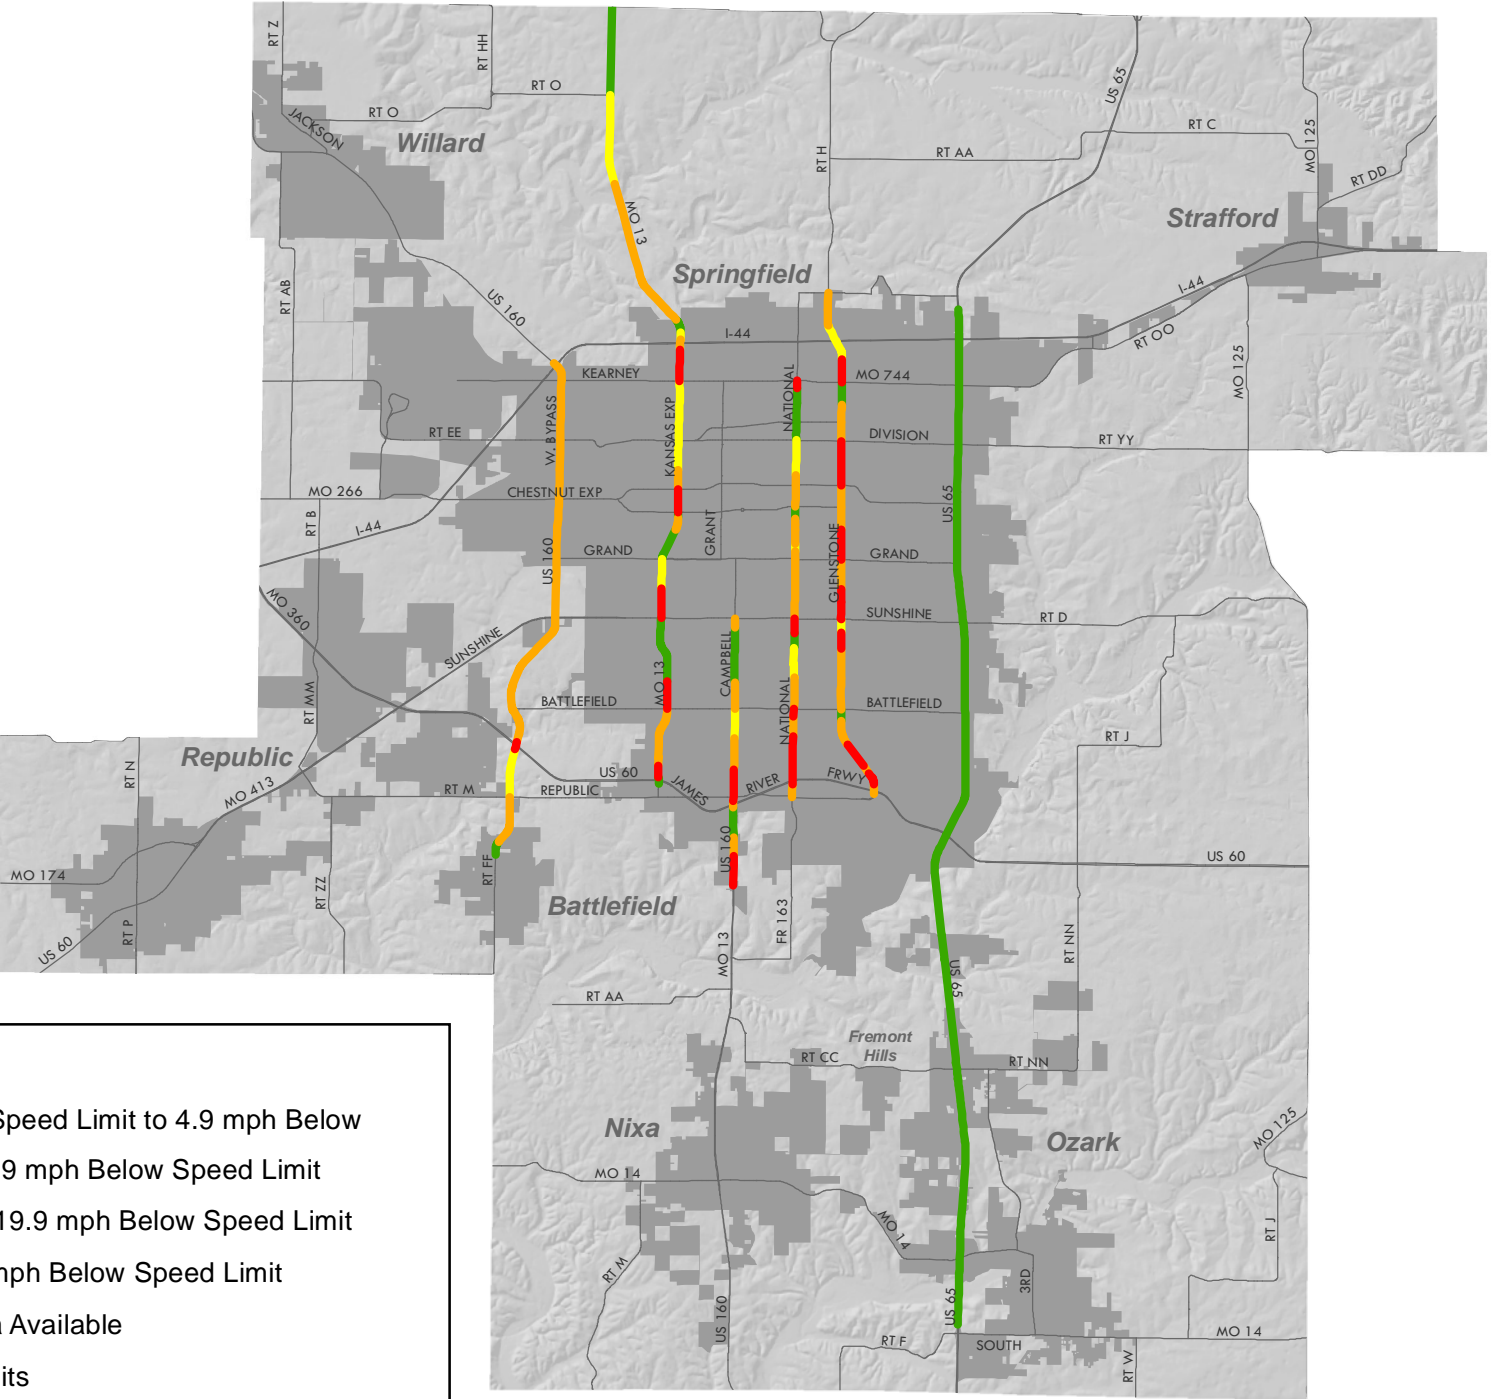 RT Z
RT HH
RT O
RT O
JACKSON
Willard
RT H
US 65
RT AA
RT C
MO 125
RT DD
MO 13
Strafford
Springfield
RT AB
US 160
I-44
I-44
RT OO
MO 125
KEARNEY
NATIONAL
MO 744
W. BYPASS
KANSAS EXP
RT EE
DIVISION
RT YY
MO 266
CHESTNUT EXP
US 65
RT B
I-44
GRANT
US 160
GRAND
GLENSTONE
GRAND
MO 360
SUNSHINE
RT D
SUNSHINE
CAMPBELL
MO 13
RT MM
BATTLEFIELD
NATIONAL
BATTLEFIELD
RT J
Republic
RT N
MO 413
RT M
US 60
REPUBLIC
JAMES
RIVER
FRWY
US 160
US 60
MO 174
RT ZZ
RT FF
Battlefield
RT P
US 60
FR 163
MO 13
RT NN
US 65
RT AA
Fremont
Hills
RT CC
RT NN
Speed Limit to 4.9 mph Below
9 mph Below Speed Limit
19.9 mph Below Speed Limit
mph Below Speed Limit
a Available
its
Nixa
Ozark
MO 125
MO 14
MO 14
RT J
RT M
3RD
US 160
US 65
RT F
SOUTH
MO 14
RT W